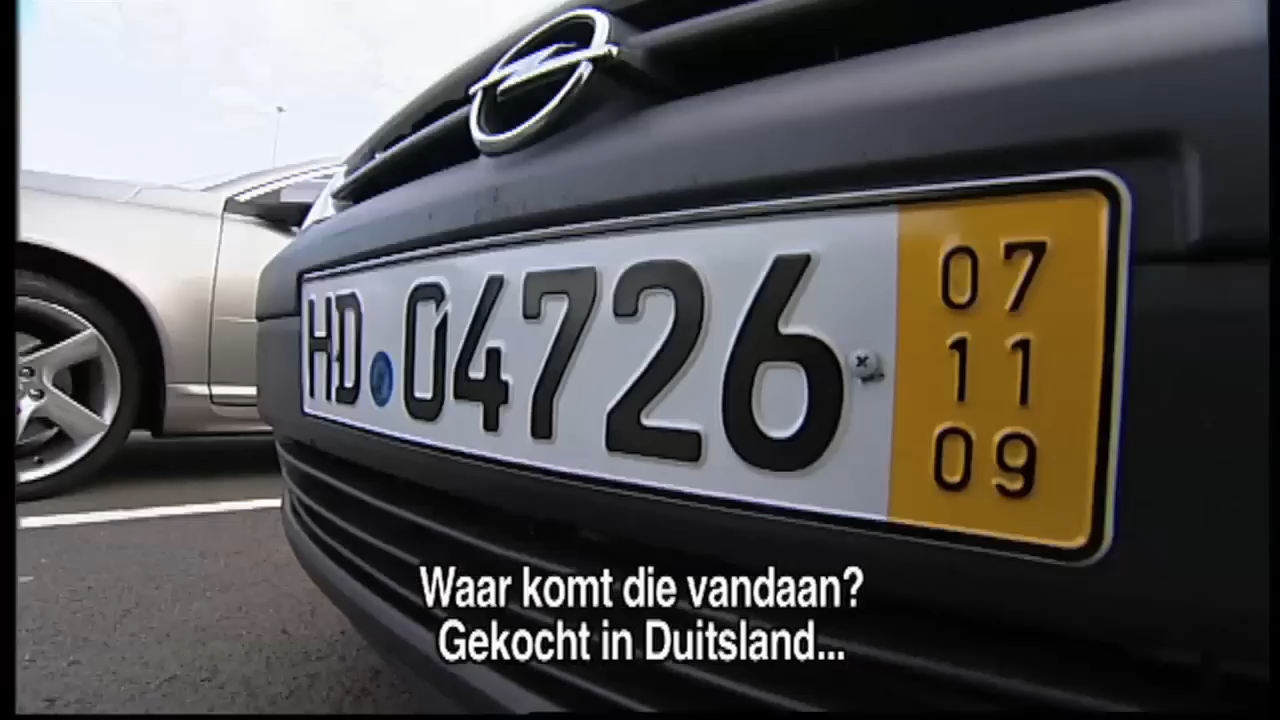 HD 04726
07
11
09
Waar komt die vandaan?
Gekocht in Duitsland...